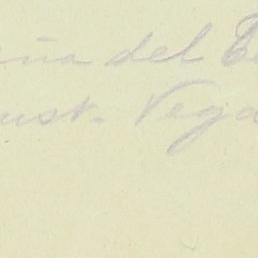 ña del
ust. Vega